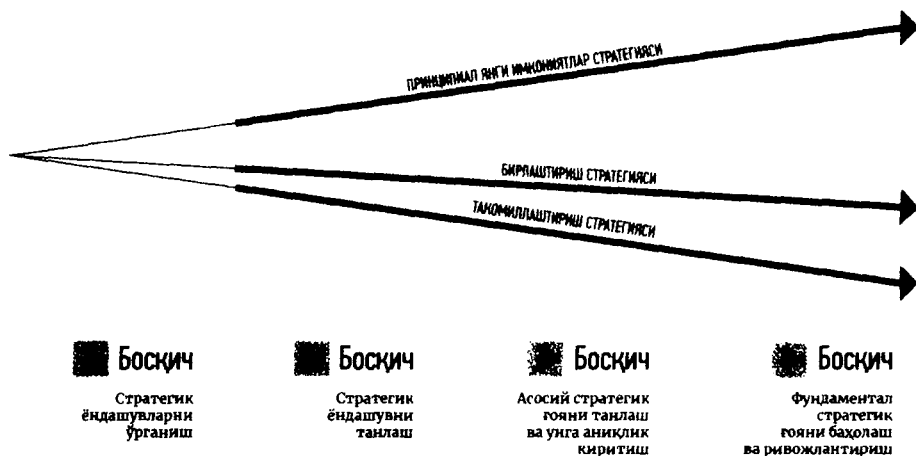 ПРИНЦИПИАЛ ЯНГИ ИМКОНИЯТЛАР СТРАТЕГИЯСИ
БИРЛАШТИРИШ СТРАТЕГИЯСИ
ТАКОМИЛЛАШТИРИШ СТРАТЕГИЯСИ
Босқич
Стратегик
ёндашувларни
ўрганиш
Босқич
Стратегик
ёндашувни
танлаш
Босқич
Асосий стратегик
ғояни танлаш
ва унга аниқлик
киритиш
Босқич
Фундаментал
стратегик
ғояни баҳолаш
ва ривожлантириш